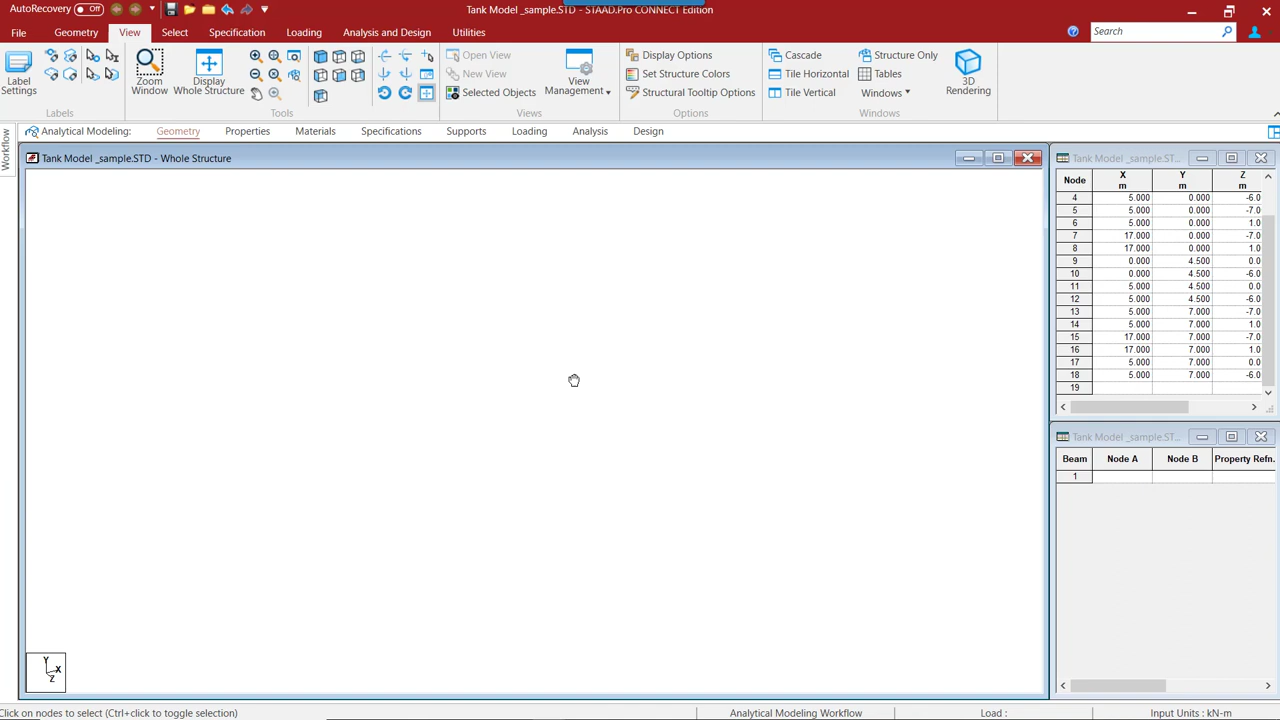 AutoRecovery Off
Tank Model _sample.STD - STAAD.Pro CONNECT Edition
File Geometry View Select Specification Loading Analysis and Design Utilities Search
Label Settings
Labels
Zoom Window
Display Whole Structure
Tools
Open View
New View
Selected Objects
View Management
Views
Display Options
Set Structure Colors
Structural Tooltip Options
Options
Cascade
Tile Horizontal
Tile Vertical
Structure Only
Tables
Windows
Windows
3D Rendering
Workflow
Analytical Modeling: Geometry Properties Materials Specifications Supports Loading Analysis Design
Tank Model _sample.STD - Whole Structure
Y
X
Z
Tank Model _sample.ST...
Node X m Y m Z m
4 5.000 0.000 -6.0
5 5.000 0.000 -7.0
6 5.000 0.000 1.0
7 17.000 0.000 -7.0
8 17.000 0.000 1.0
9 0.000 4.500 0.0
10 0.000 4.500 -6.0
11 5.000 4.500 0.0
12 5.000 4.500 -6.0
13 5.000 7.000 -7.0
14 5.000 7.000 1.0
15 17.000 7.000 -7.0
16 17.000 7.000 1.0
17 5.000 7.000 0.0
18 5.000 7.000 -6.0
19
Tank Model _sample.ST...
Beam Node A Node B Property Refn.
1
Click on nodes to select (Ctrl+click to toggle selection)
Analytical Modeling Workflow
Load :
Input Units : kN-m